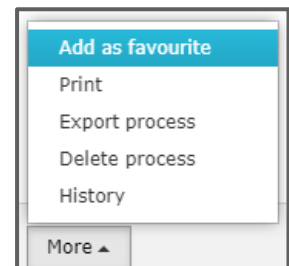 Add as favourite
Print
Export process
Delete process
History
More ▲